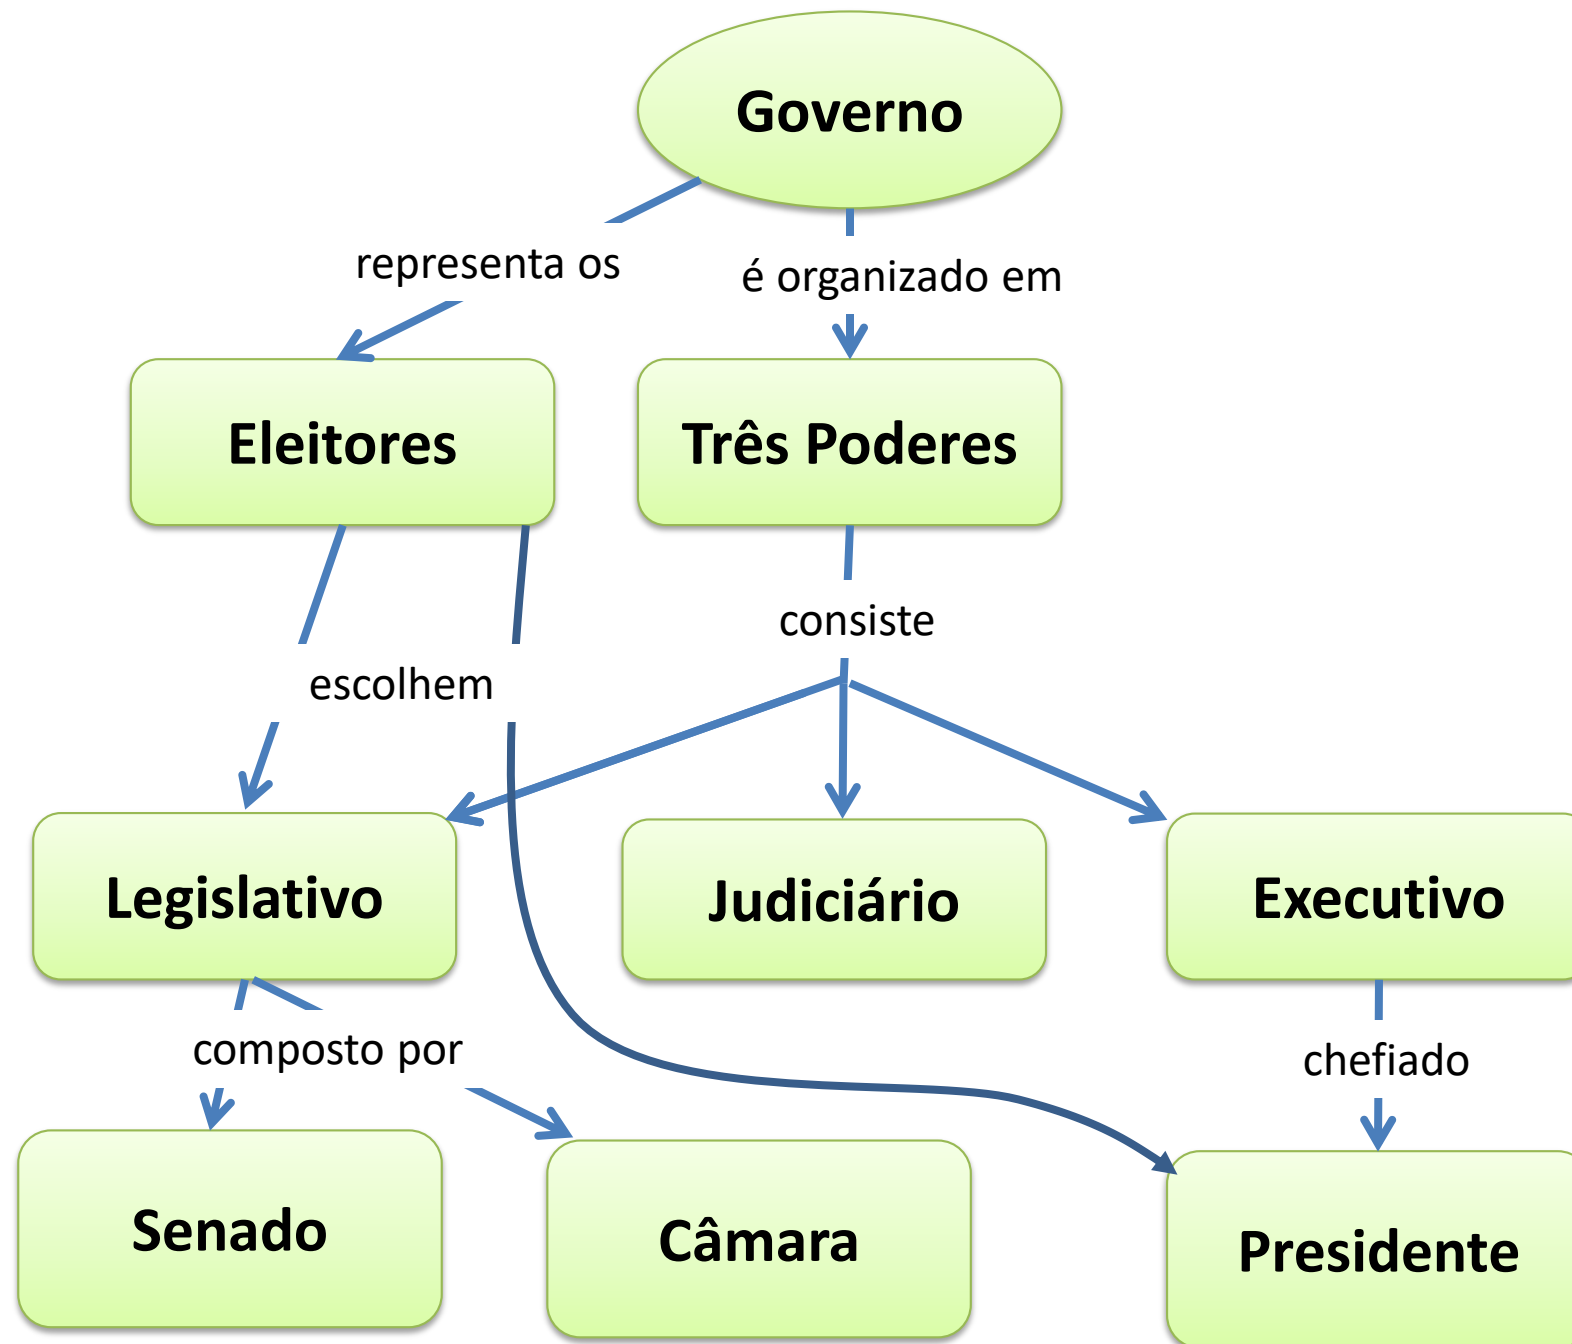 Governo
representa os
é organizado em
Eleitores
Três Poderes
consiste
escolhem
Legislativo
Judiciário
Executivo
composto por
chefiado
Senado
Câmara
Presidente